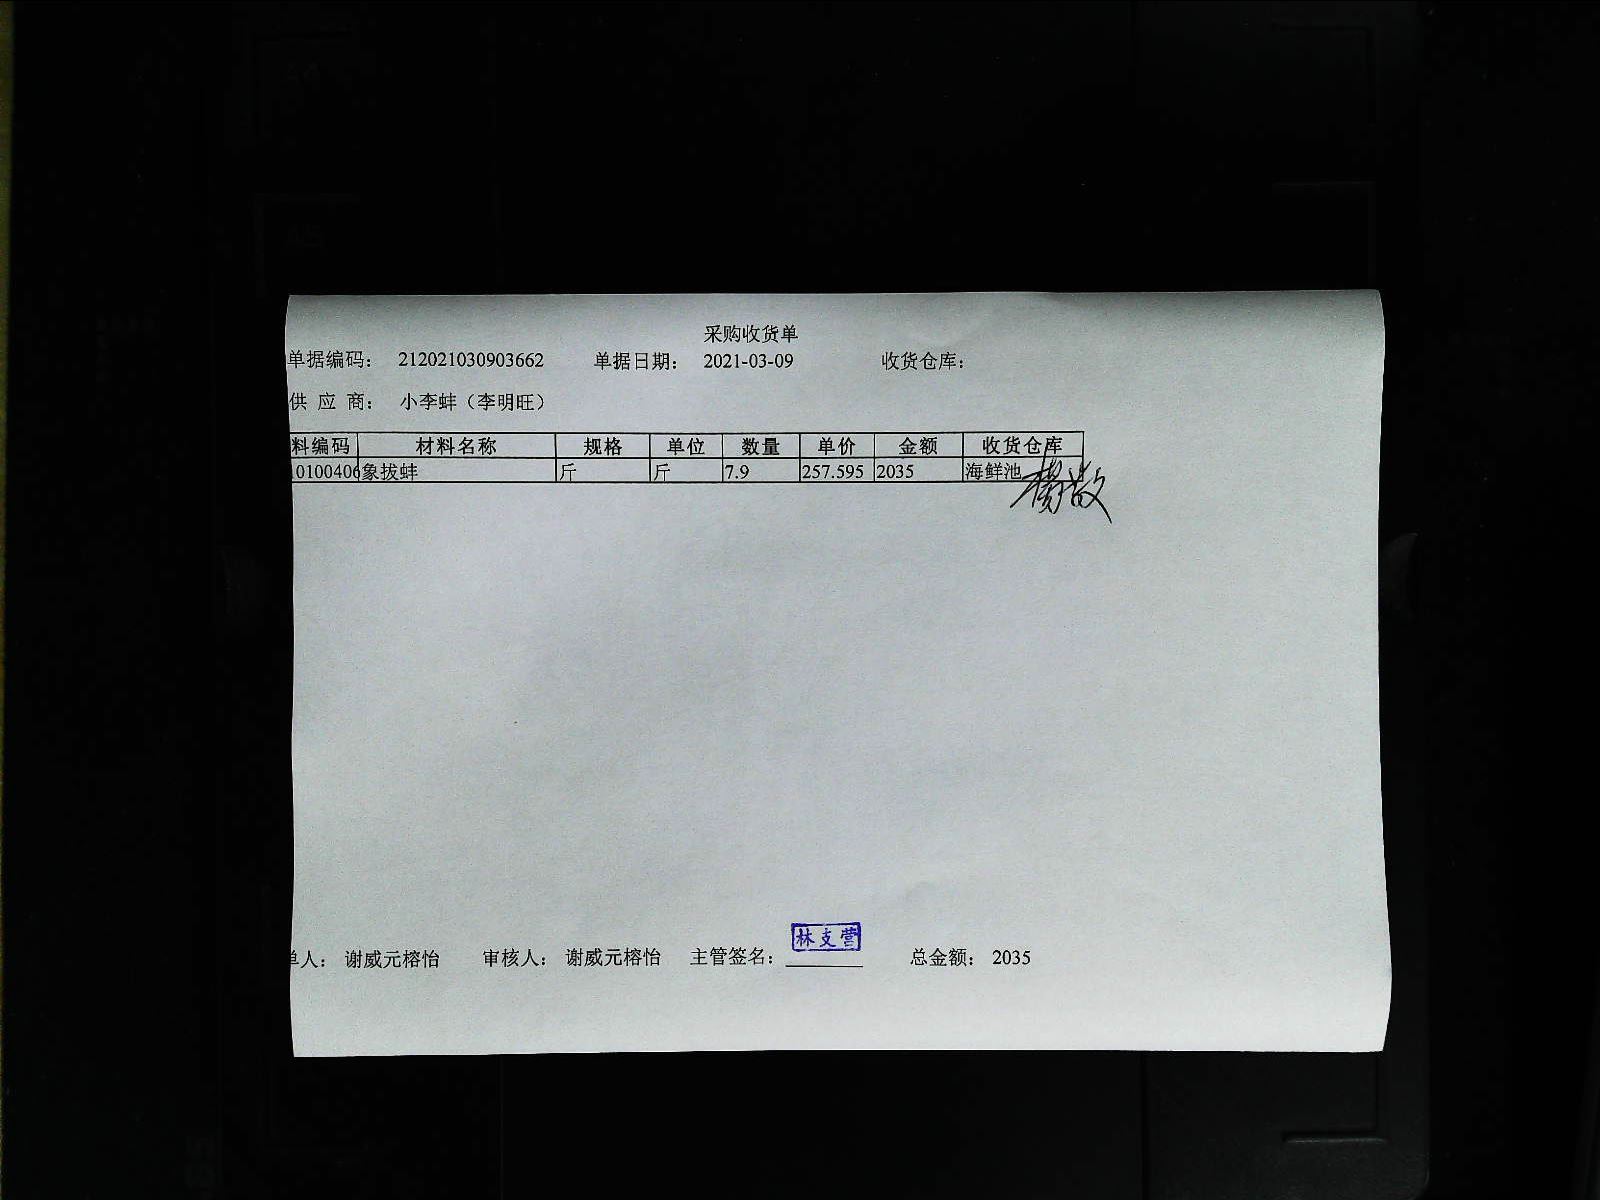 采购收货单
单据编码： 212021030903662 单据日期： 2021-03-09 收货仓库：
供 应 商： 小李蚌（李明旺）
料编码 材料名称 规格 单位 数量 单价 金额 收货仓库
10100406 象拔蚌 斤 斤 7.9 257.595 2035 海鲜池
林支营
单人： 谢威元榕怡 审核人： 谢威元榕怡 主管签名： 总金额： 2035